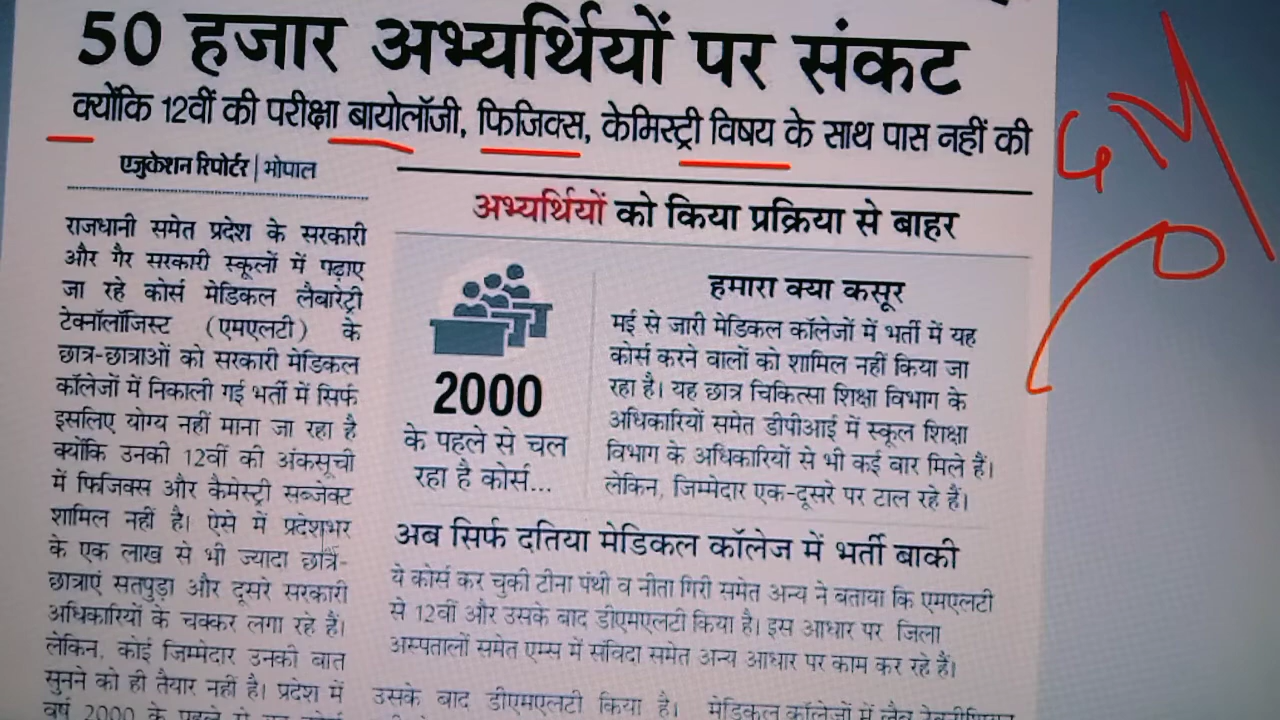 50 हजार अभ्यर्थियों पर संकट
क्योंकि 12वीं की परीक्षा बायोलॉजी, फिजिक्स, केमिस्ट्री विषय के साथ पास नहीं की
एजुकेशन रिपोर्टर | भोपाल
राजधानी समेत प्रदेश के सरकारी
और गैर सरकारी स्कूलों में पढ़ाए
जा रहे कोर्स मेडिकल लैबारेट्री
टेक्नॉलॉजिस्ट (एमएलटी) के
छात्र-छात्राओं को सरकारी मेडिकल
कॉलेजों में निकाली गई भर्ती में सिर्फ
इसलिए योग्य नहीं माना जा रहा है
क्योंकि उनकी 12वीं की अंकसूची
में फिजिक्स और कैमेस्ट्री सब्जेक्ट
शामिल नहीं है। ऐसे में प्रदेशभर
के एक लाख से भी ज्यादा छात्र-
छात्राएं सतपुड़ा और दूसरे सरकारी
अधिकारियों के चक्कर लगा रहे हैं।
लेकिन, कोई जिम्मेदार उनकी बात
सुनने को ही तैयार नहीं है। प्रदेश में
वर्ष 2000 के पहले से
अभ्यर्थियों को किया प्रक्रिया से बाहर
2000
के पहले से चल
रहा है कोर्स...
हमारा क्या कसूर
मई से जारी मेडिकल कॉलेजों में भर्ती में यह
कोर्स करने वालों को शामिल नहीं किया जा
रहा है। यह छात्र चिकित्सा शिक्षा विभाग के
अधिकारियों समेत डीपीआई में स्कूल शिक्षा
विभाग के अधिकारियों से भी कई बार मिले हैं।
लेकिन, जिम्मेदार एक-दूसरे पर टाल रहे हैं।
अब सिर्फ दतिया मेडिकल कॉलेज में भर्ती बाकी
ये कोर्स कर चुकी टीना पंथी व नीता गिरी समेत अन्य ने बताया कि एमएलटी
से 12वीं और उसके बाद डीएमएलटी किया है। इस आधार पर जिला
अस्पतालों समेत एम्स में संविदा समेत अन्य आधार पर काम कर रहे हैं।
उसके बाद डीएमएलटी किया है।
मेडिकल कॉलेजों में लैब टेक्नीशियन